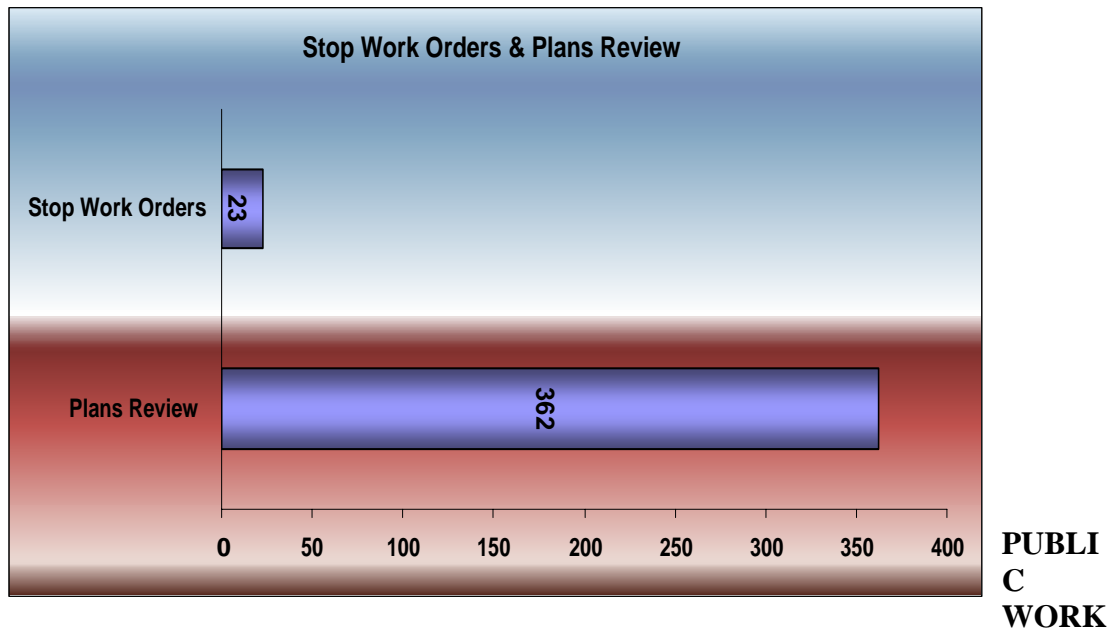 Stop Work Orders & Plans Review
Stop Work Orders
23
Plans Review
362
0 50 100 150 200 250 300 350 400
PUBLI
C
WORK